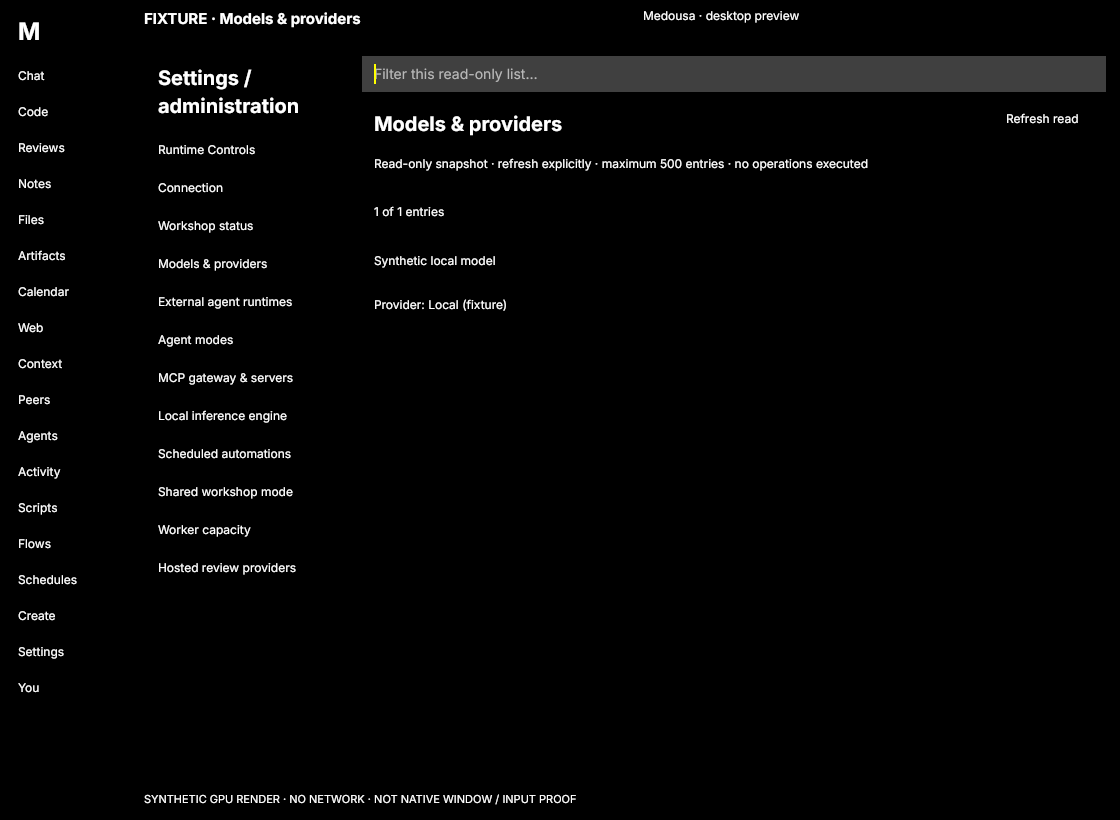 M
Chat
Code
Reviews
Notes
Files
Artifacts
Calendar
Web
Context
Peers
Agents
Activity
Scripts
Flows
Schedules
Create
Settings
You
FIXTURE · Models & providers
Medousa · desktop preview
Settings /
administration
Runtime Controls
Connection
Workshop status
Models & providers
External agent runtimes
Agent modes
MCP gateway & servers
Local inference engine
Scheduled automations
Shared workshop mode
Worker capacity
Hosted review providers
Filter this read-only list...
Models & providers
Refresh read
Read-only snapshot · refresh explicitly · maximum 500 entries · no operations executed
1 of 1 entries
Synthetic local model
Provider: Local (fixture)
SYNTHETIC GPU RENDER · NO NETWORK · NOT NATIVE WINDOW / INPUT PROOF